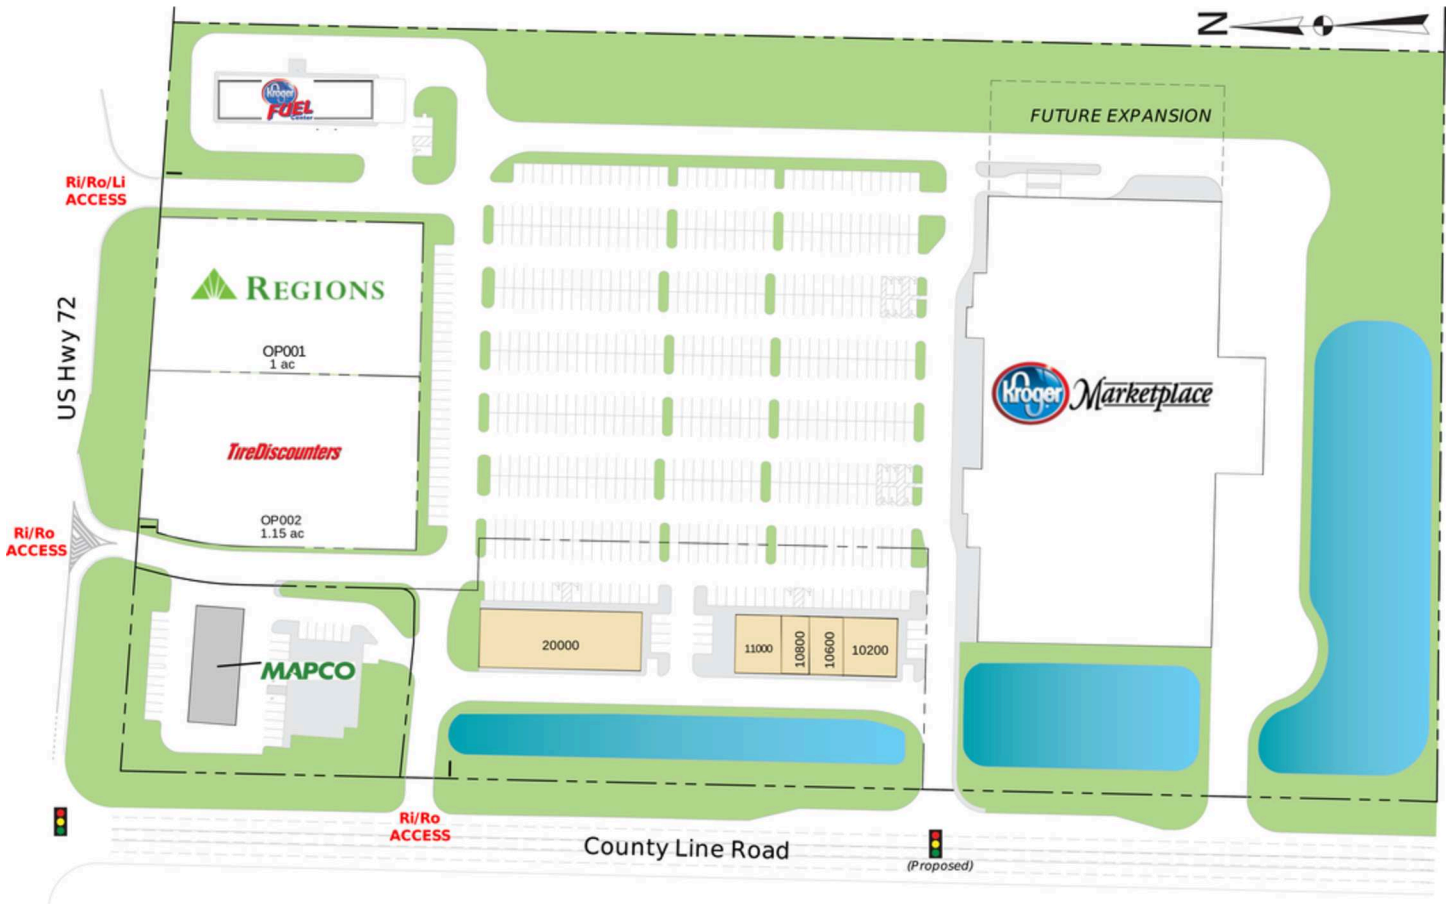 N
Kroger
FUEL
Center
FUTURE EXPANSION
Ri/Ro/Li
ACCESS
REGIONS
OP001
1 ac
US Hwy 72
Kroger Marketplace
TireDiscounters
OP002
1.15 ac
Ri/Ro
ACCESS
20000
11000
10800
10600
10200
MAPCO
Ri/Ro
ACCESS
County Line Road
(Proposed)